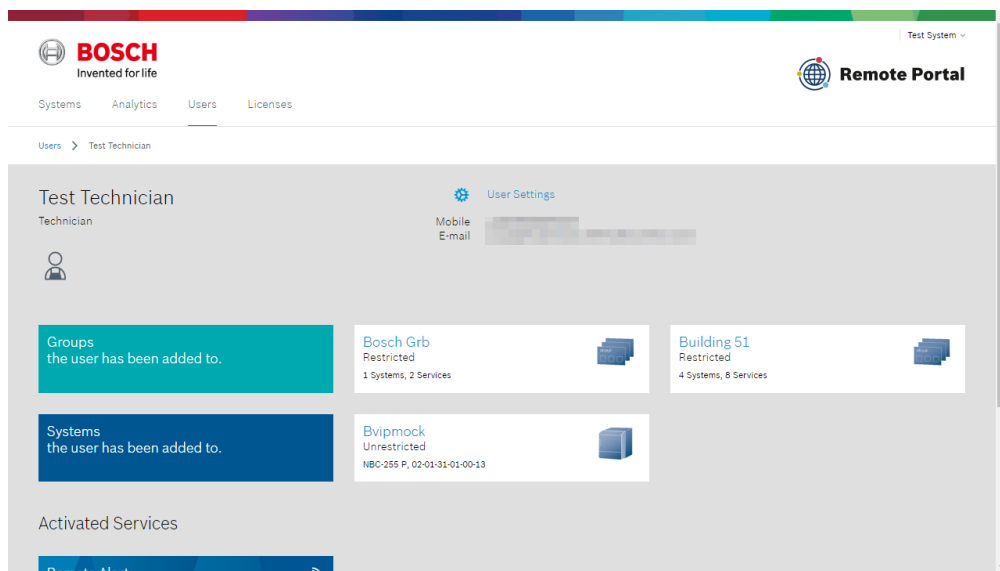 Test System
BOSCH
Invented for life
Remote Portal
Systems Analytics Users Licenses
Users > Test Technician
Test Technician
Technician
User Settings
Mobile
E-mail
Groups
the user has been added to.
Bosch Grb
Restricted
1 Systems, 2 Services
Building 51
Restricted
4 Systems, 8 Services
Systems
the user has been added to.
Bvipmock
Unrestricted
NBC-255 P, 02-01-31-01-00-13
Activated Services